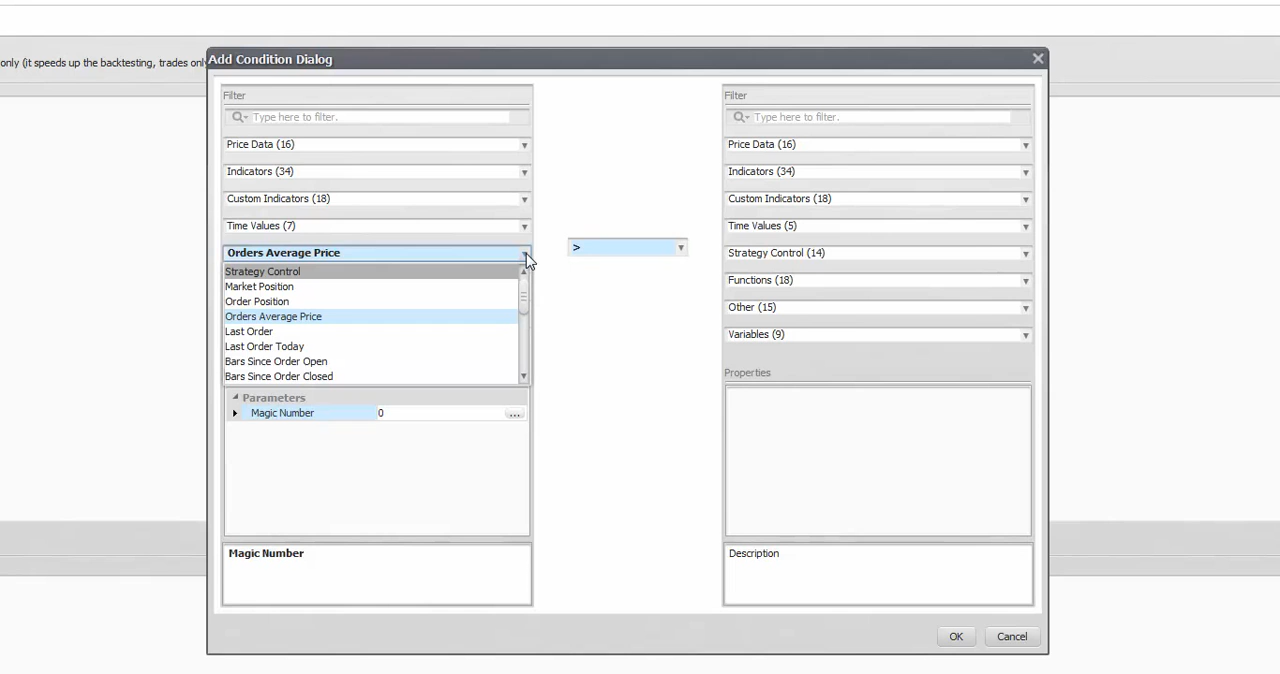 only (it speeds up the backtesting, trades onl
Add Condition Dialog
Filter
Type here to filter.
Price Data (16)
Indicators (34)
Custom Indicators (18)
Time Values (7)
Orders Average Price
Strategy Control
Market Position
Order Position
Orders Average Price
Last Order
Last Order Today
Bars Since Order Open
Bars Since Order Closed
Parameters
Magic Number 0 ...
Magic Number
>
Filter
Type here to filter.
Price Data (16)
Indicators (34)
Custom Indicators (18)
Time Values (5)
Strategy Control (14)
Functions (18)
Other (15)
Variables (9)
Properties
Description
OK
Cancel